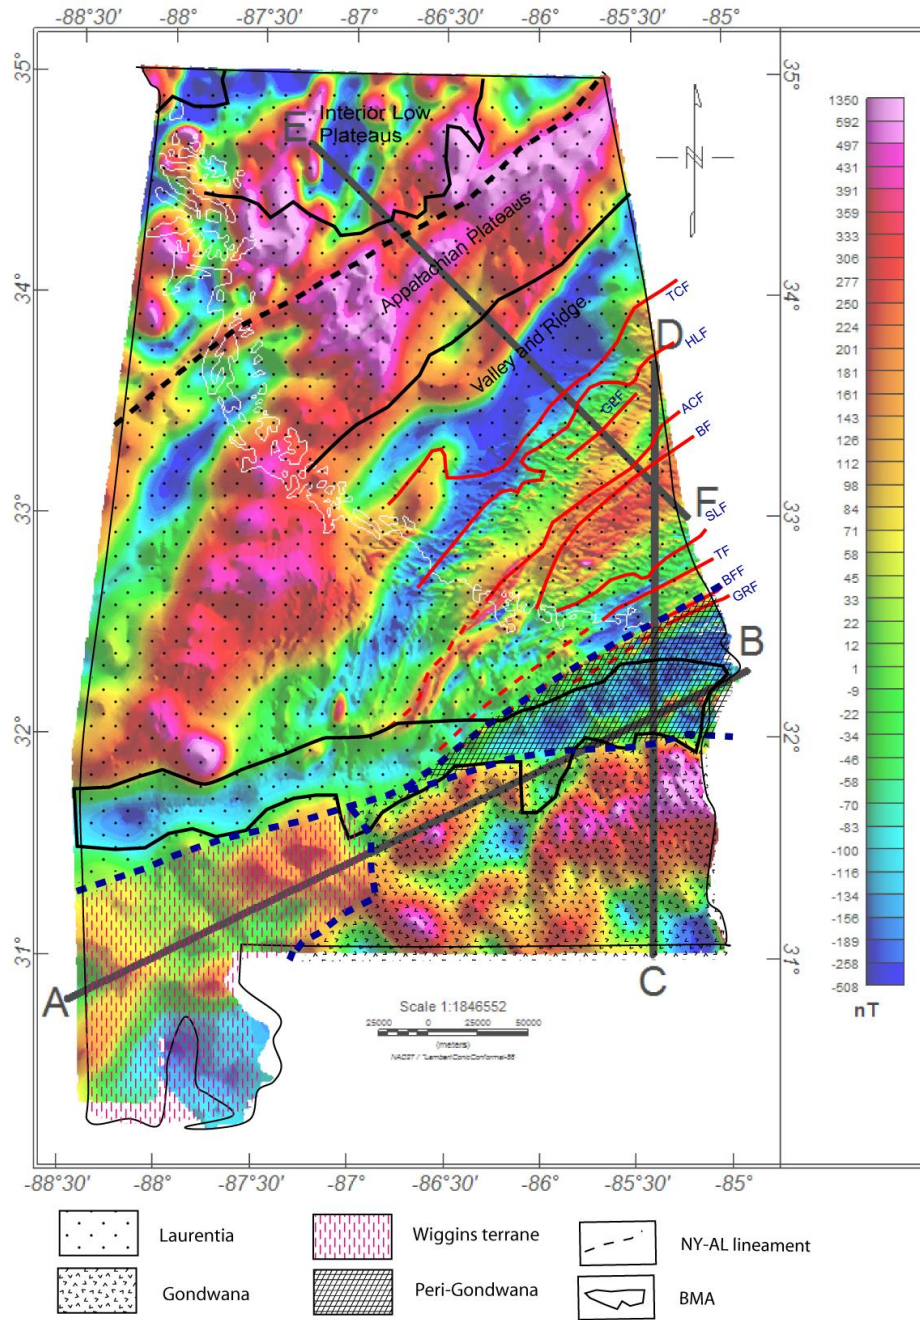 -88°30' -88° -87°30' -87° -86°30' -86° -85°30' -85°
35°
34°
33°
32°
31°
35°
34°
33°
32°
31°
E
Interior Low
Plateaus
Appalachian Plateaus
Valley and Ridge
N
TCF
D
HLF
GBF
ACF
BF
F
SLF
TF
BFF
GRF
B
A
C
Scale 1:1846552
25000 0 25000 50000
(meters)
1350
592
497
431
391
359
333
306
277
250
224
201
181
161
143
126
112
98
84
71
58
45
33
22
12
1
-9
-22
-34
-46
-58
-70
-83
-100
-116
-134
-156
-189
-258
-508
nT
-88°30' -88° -87°30' -87° -86°30' -86° -85°30' -85°
Laurentia
Wiggins terrane
NY-AL lineament
Gondwana
Peri-Gondwana
BMA